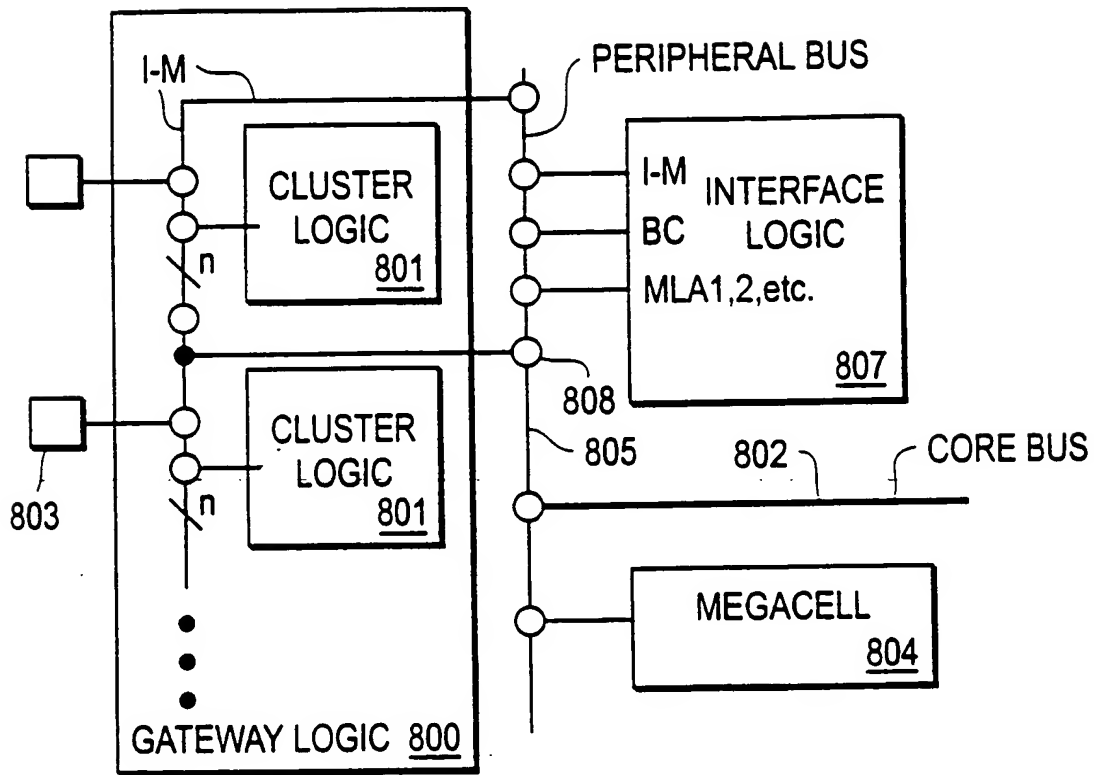 I-M
PERIPHERAL BUS
CLUSTER
LOGIC
801
n
I-M
BC
MLA1,2,etc.
INTERFACE
LOGIC
807
808
803
CLUSTER
LOGIC
801
n
805
802
CORE BUS
MEGACELL
804
GATEWAY LOGIC 800